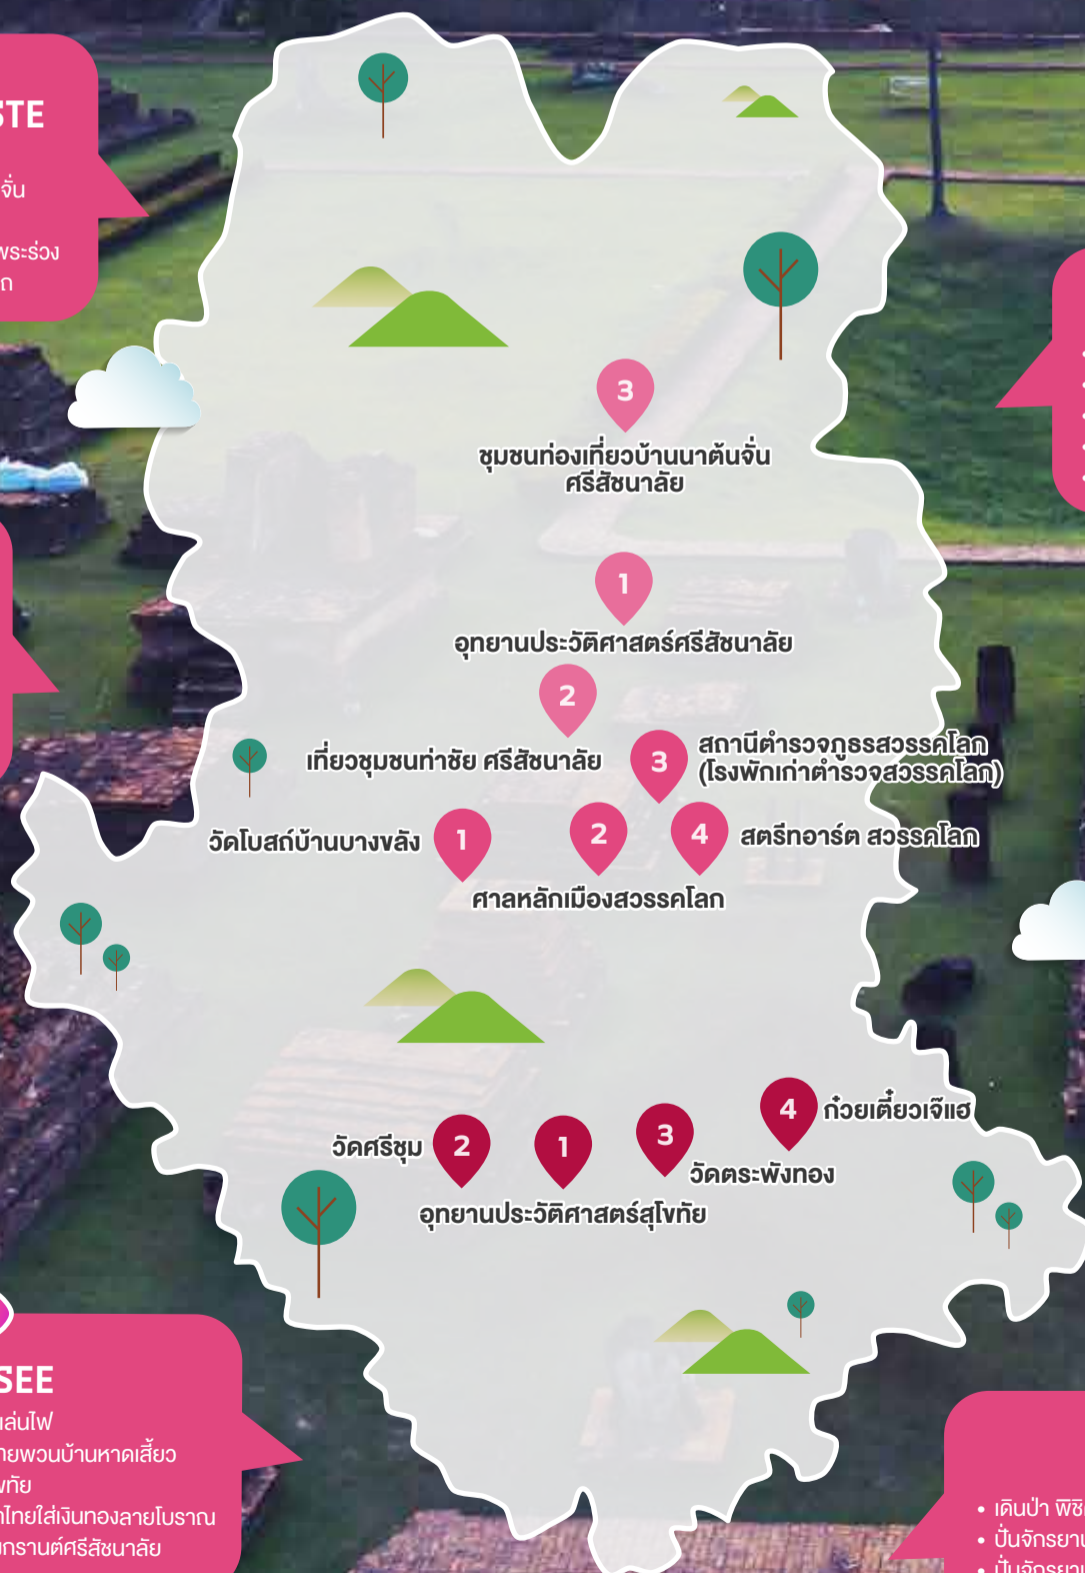 STE
จั่น
พระร่วง
ถ
3
ชุมชนท่องเที่ยวบ้านนาต้นจั่น
ศรีสัชนาลัย
1
อุทยานประวัติศาสตร์ศรีสัชนาลัย
2
เที่ยวชุมชนท่าชัย ศรีสัชนาลัย
3
สถานีตำรวจภูธรสวรรคโลก
(โรงพักเก่าตำรวจสวรรคโลก)
วัดโบสถ์บ้านบางขลัง
1
2
4
สตรีทอาร์ต สวรรคโลก
ศาลหลักเมืองสวรรคโลก
4
ก๋วยเตี๋ยวเจ๊แฮ
วัดศรีชุม
2
1
3
วัดตระพังทอง
อุทยานประวัติศาสตร์สุโขทัย
SEE
เล่นไฟ
ายพวนบ้านหาดเสี้ยว
ขทัย
าไทยใส่เงินทองลายโบราณ
งกรานต์ศรีสัชนาลัย
• เดินป่า พิชิ
• ปั่นจักรยาน
• ปั่นจักรยาน